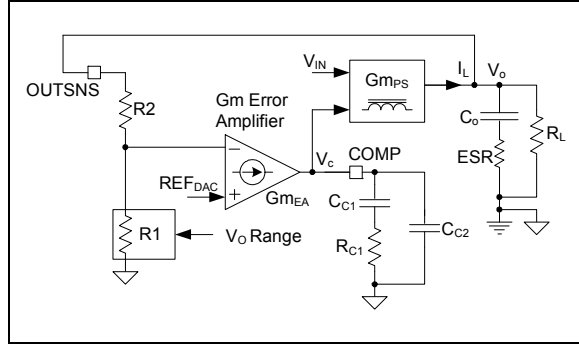 V_IN
Gm_PS
I_L
V_o
OUTSNS
R2
Gm Error
Amplifier
C_o
R_L
ESR
−
V_c
COMP
REF_DAC
+
Gm_EA
C_C1
C_C2
R1
V_O Range
R_C1